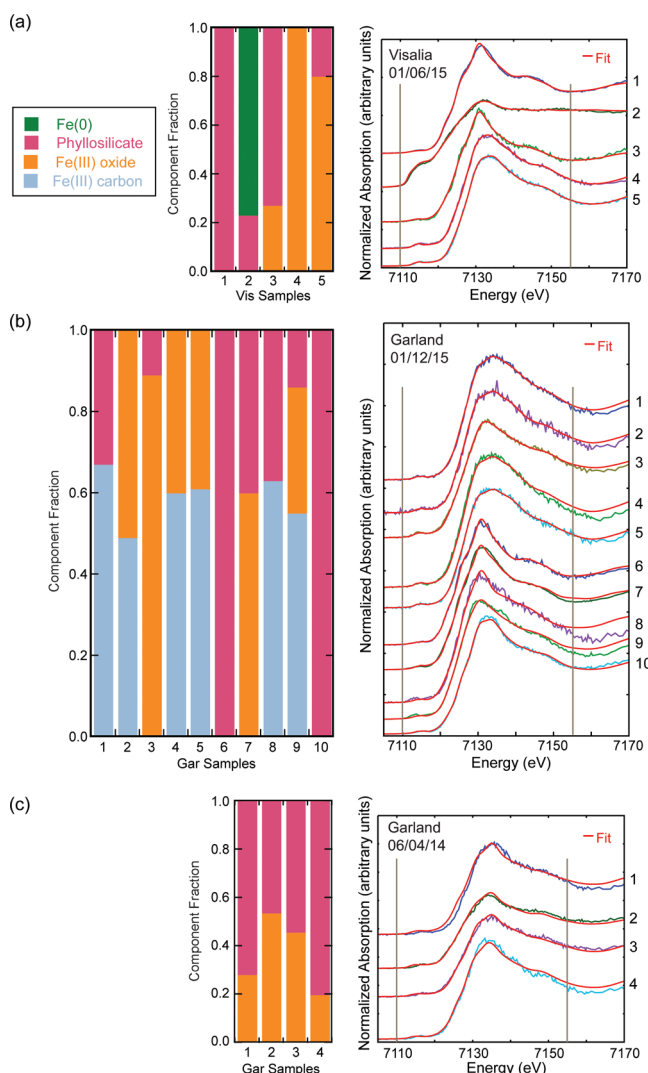 (a)
Fe(0)
Phyllosilicate
Fe(III) oxide
Fe(III) carbon
Component Fraction
1.0
0.8
0.6
0.4
0.2
0.0
1 2 3 4 5
Vis Samples
Normalized Absorption (arbitrary units)
Visalia
01/06/15
Fit
1
2
3
4
5
7110 7130 7150 7170
Energy (eV)
(b)
Component Fraction
1.0
0.8
0.6
0.4
0.2
0.0
1 2 3 4 5 6 7 8 9 10
Gar Samples
Normalized Absorption (arbitrary units)
Garland
01/12/15
Fit
1
2
3
4
5
6
7
8
9
10
7110 7130 7150 7170
Energy (eV)
(c)
Component Fraction
1.0
0.8
0.6
0.4
0.2
0.0
1 2 3 4
Gar Samples
Normalized Absorption (arbitrary units)
Garland
06/04/14
Fit
1
2
3
4
7110 7130 7150 7170
Energy (eV)